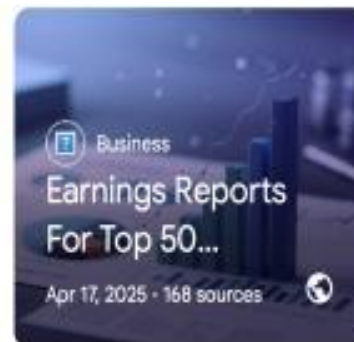 Business
Earnings Reports
For Top 50...
Apr 17, 2025 • 168 sources